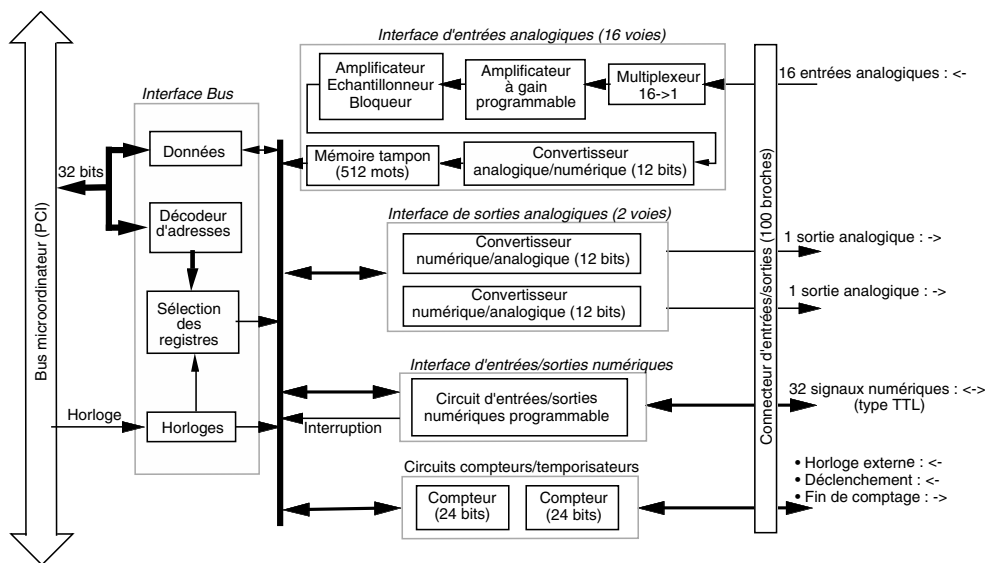 Interface d'entrées analogiques (16 voies)
Amplificateur
Echantillonneur
Bloqueur
Amplificateur
à gain
programmable
Multiplexeur
16->1
16 entrées analogiques : <-
Interface Bus
Données
Mémoire tampon
(512 mots)
Convertisseur
analogique/numérique (12 bits)
32 bits
Décodeur
d'adresses
Interface de sorties analogiques (2 voies)
Convertisseur
numérique/analogique (12 bits)
1 sortie analogique : ->
Convertisseur
numérique/analogique (12 bits)
1 sortie analogique : ->
Sélection
des
registres
Bus microordinateur (PCI)
Connecteur d'entrées/sorties (100 broches)
Interface d'entrées/sorties numériques
Circuit d'entrées/sorties
numériques programmable
32 signaux numériques : <->
(type TTL)
Horloge
Horloges
Interruption
Circuits compteurs/temporisateurs
Compteur
(24 bits)
Compteur
(24 bits)
• Horloge externe : <-
• Déclenchement : <-
• Fin de comptage : ->